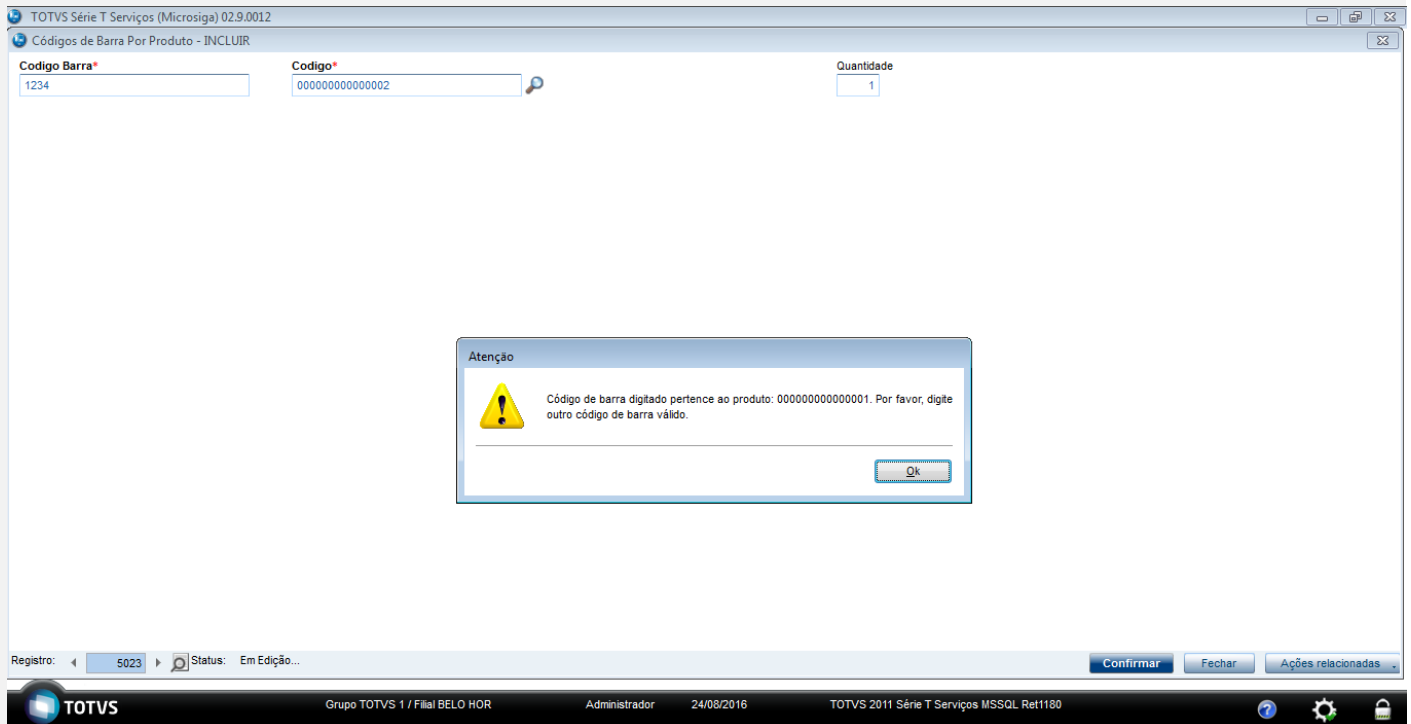 TOTVS Série T Serviços (Microsiga) 02.9.0012
Códigos de Barra Por Produto - INCLUIR
Codigo Barra* Codigo* Quantidade
1234 000000000000002 1
Atenção
Código de barra digitado pertence ao produto: 000000000000001. Por favor, digite
outro código de barra válido.
Ok
Registro: 5023 Status: Em Edição... Confirmar Fechar Ações relacionadas
TOTVS Grupo TOTVS 1 / Filial BELO HOR Administrador 24/08/2016 TOTVS 2011 Série T Serviços MSSQL Ret1180